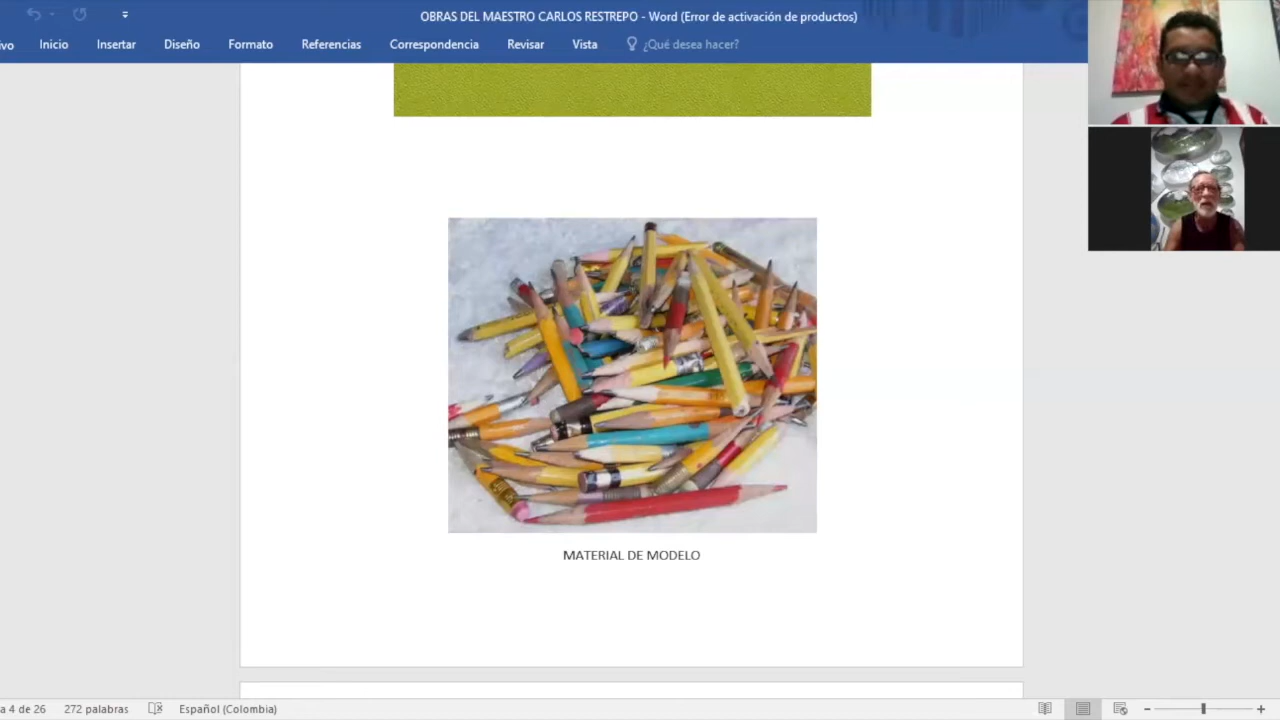 OBRAS DEL MAESTRO CARLOS RESTREPO - Word (Error de activación de productos)
vo Inicio Insertar Diseño Formato Referencias Correspondencia Revisar Vista ¿Qué desea hacer?
MATERIAL DE MODELO
a 4 de 26 272 palabras Español (Colombia)